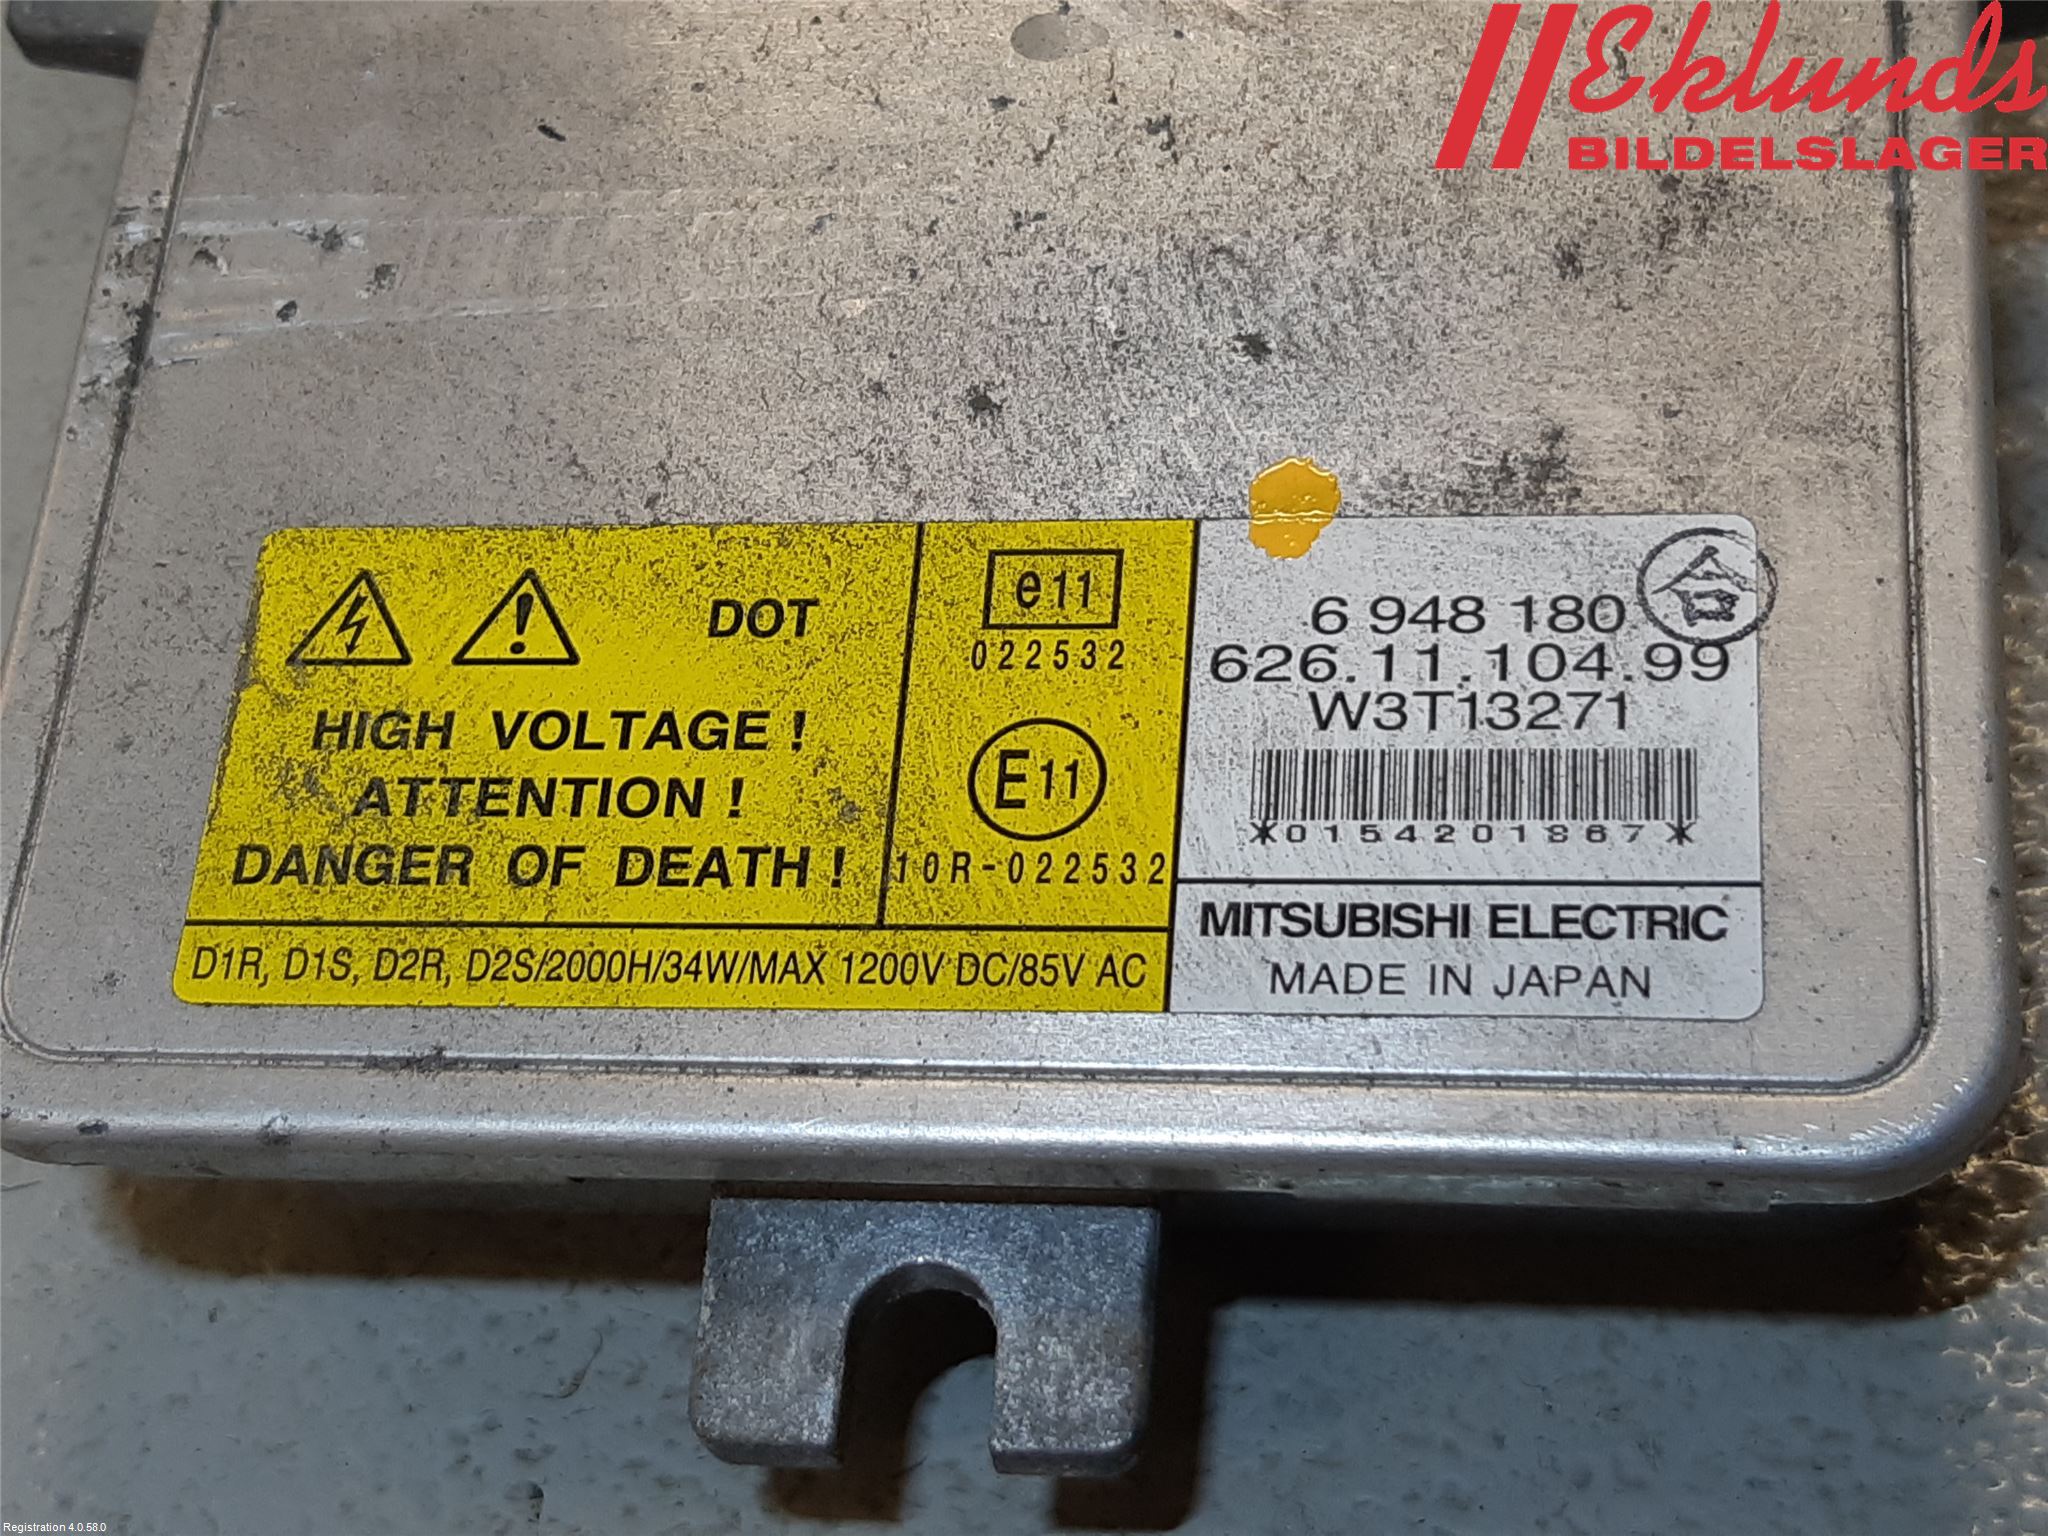 Eklunds
BILDELSLAGER
DOT
HIGH VOLTAGE !
ATTENTION !
DANGER OF DEATH !
e11
022532
E11
10R-022532
D1R, D1S, D2R, D2S/2000H/34W/MAX 1200V DC/85V AC
合
6 948 180
626.11.104.99
W3T13271
*0154201867*
MITSUBISHI ELECTRIC
MADE IN JAPAN
Registration 4.0.58.0